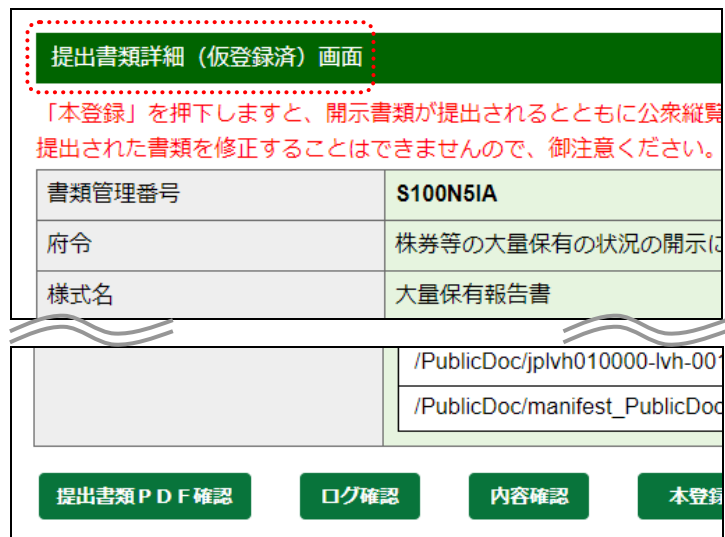 提出書類詳細（仮登録済）画面
「本登録」を押下しますと、開示書類が提出されるとともに公衆縦覧
提出された書類を修正することはできませんので、御注意ください。
書類管理番号 S100N5IA
府令 株券等の大量保有の状況の開示に
様式名 大量保有報告書
/PublicDoc/jplvh010000-lvh-001
/PublicDoc/manifest_PublicDoc
提出書類ＰＤＦ確認 ログ確認 内容確認 本登録